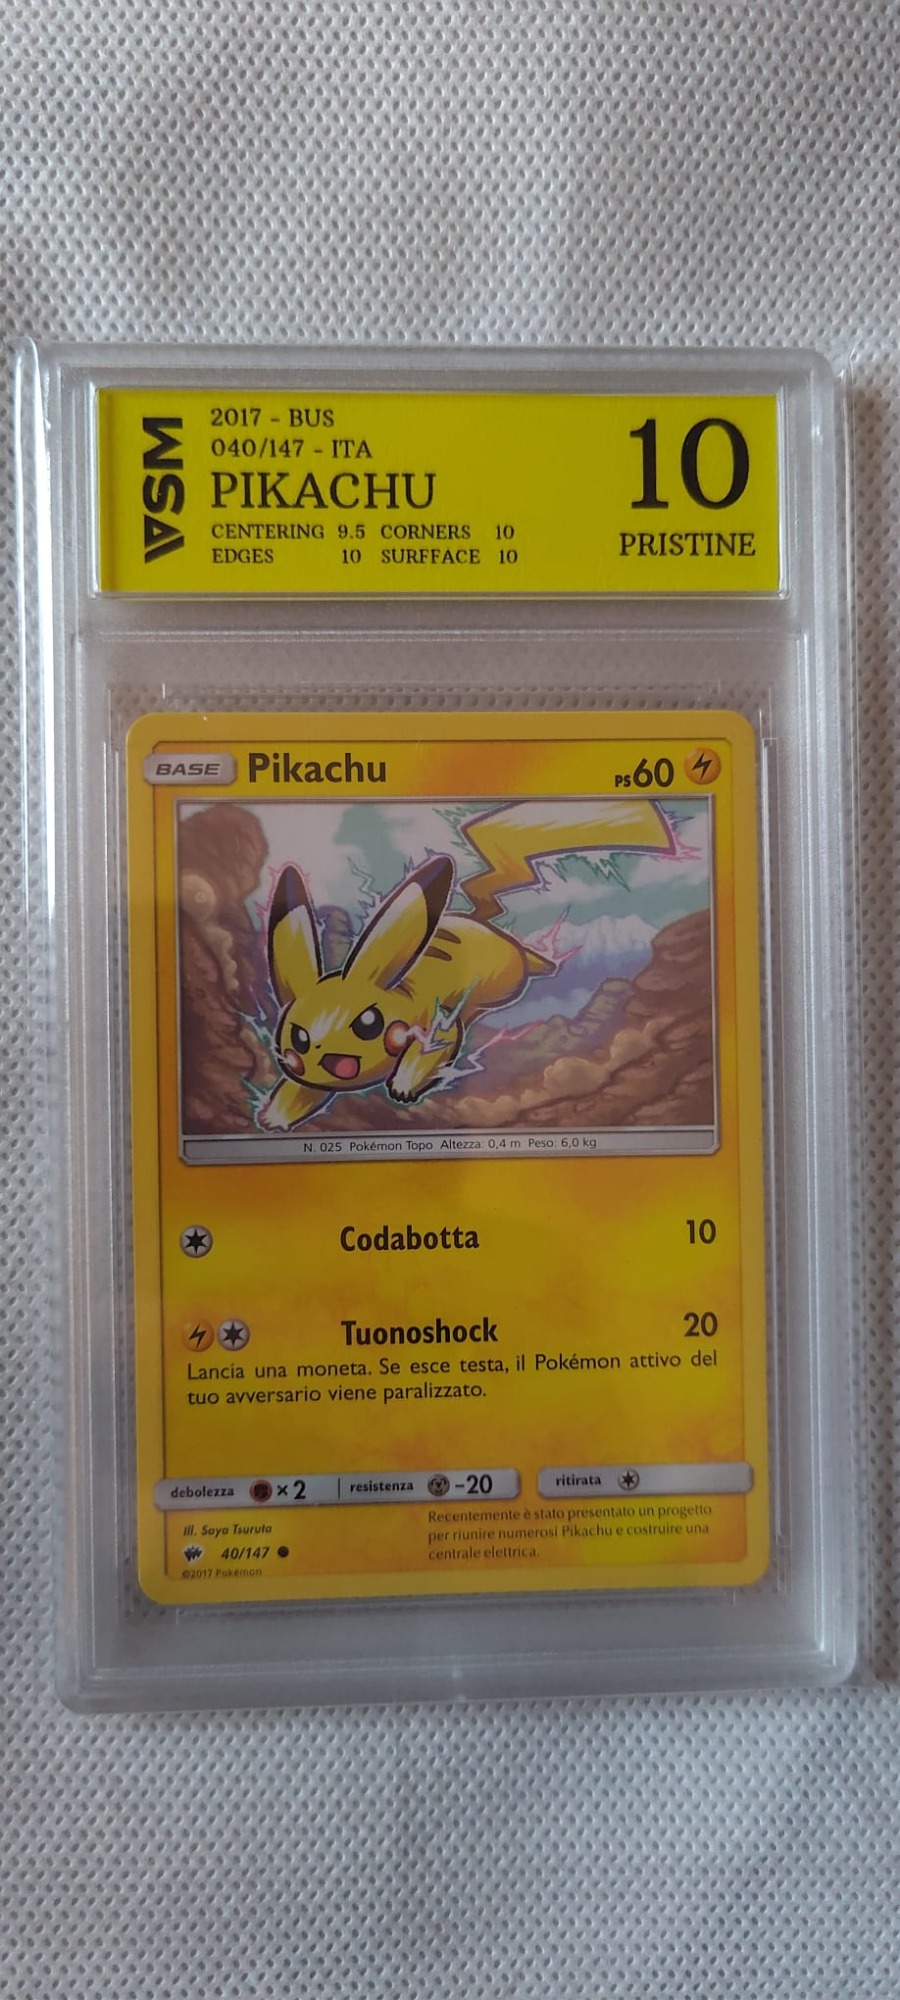 WSA
2017 - BUS
040/147 - ITA
PIKACHU
CENTERING 9.5 CORNERS 10
EDGES 10 SURFFACE 10
10
PRISTINE
BASE Pikachu PS60
N. 025 Pokémon Topo Altezza: 0,4 m Peso: 6,0 kg
Codabotta 10
Tuonoshock 20
Lancia una moneta. Se esce testa, il Pokémon attivo del
tuo avversario viene paralizzato.
debolezza ×2 resistenza -20 ritirata
Ill. Saya Tsuruta
40/147
©2017 Pokémon
Recentemente è stato presentato un progetto
per riunire numerosi Pikachu e costruire una
centrale elettrica.